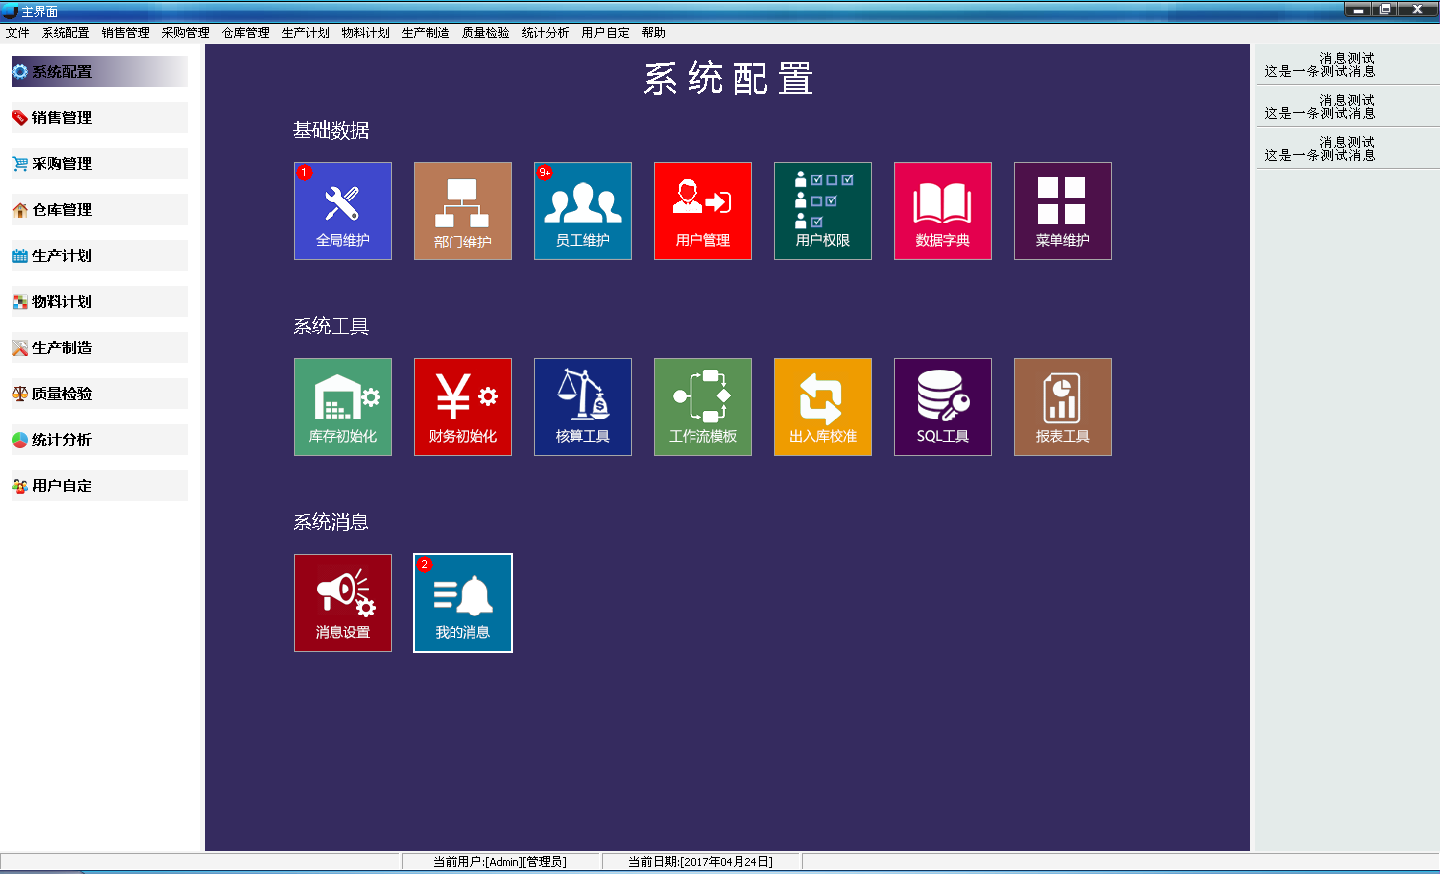 主界面
文件 系统配置 销售管理 采购管理 仓库管理 生产计划 物料计划 生产制造 质量检验 统计分析 用户自定 帮助
系统配置
销售管理
采购管理
仓库管理
生产计划
物料计划
生产制造
质量检验
统计分析
用户自定
系统配置
基础数据
1 9+
全局维护 部门维护 员工维护 用户管理 用户权限 数据字典 菜单维护
系统工具
库存初始化 财务初始化 核算工具 工作流模板 出入库校准 SQL工具 报表工具
系统消息
2
消息设置 我的消息
消息测试
这是一条测试消息
消息测试
这是一条测试消息
消息测试
这是一条测试消息
当前用户:[Admin][管理员] 当前日期:[2017年04月24日]